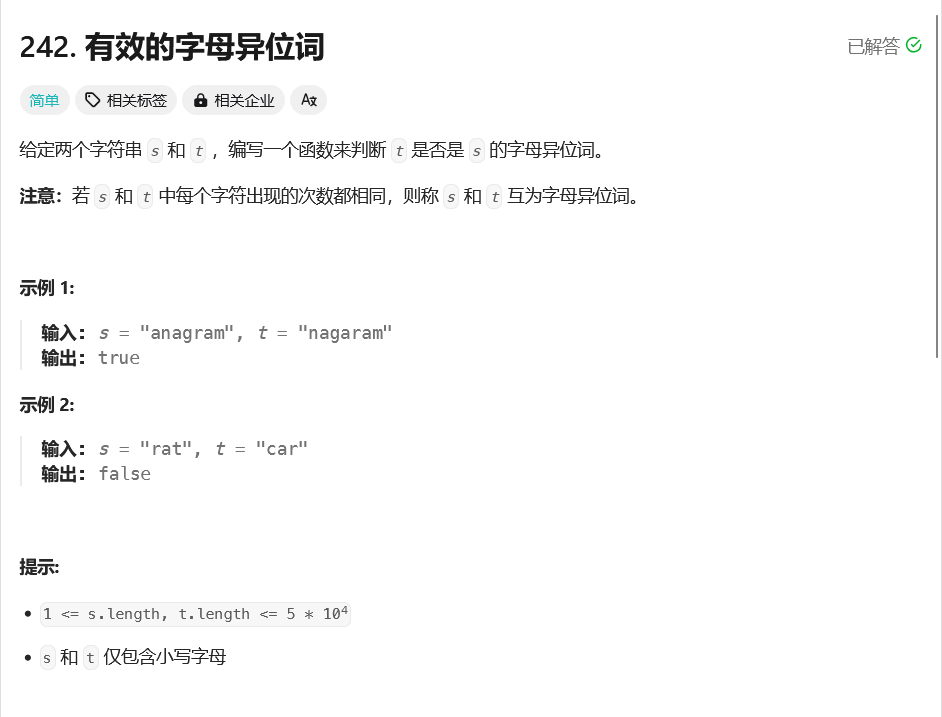 242. 有效的字母异位词
已解答
简单 相关标签 相关企业 Aあ
给定两个字符串 s 和 t ，编写一个函数来判断 t 是否是 s 的字母异位词。
注意：若 s 和 t 中每个字符出现的次数都相同，则称 s 和 t 互为字母异位词。
示例 1:
输入: s = "anagram", t = "nagaram"
输出: true
示例 2:
输入: s = "rat", t = "car"
输出: false
提示:
• 1 <= s.length, t.length <= 5 * 10⁴
• s 和 t 仅包含小写字母